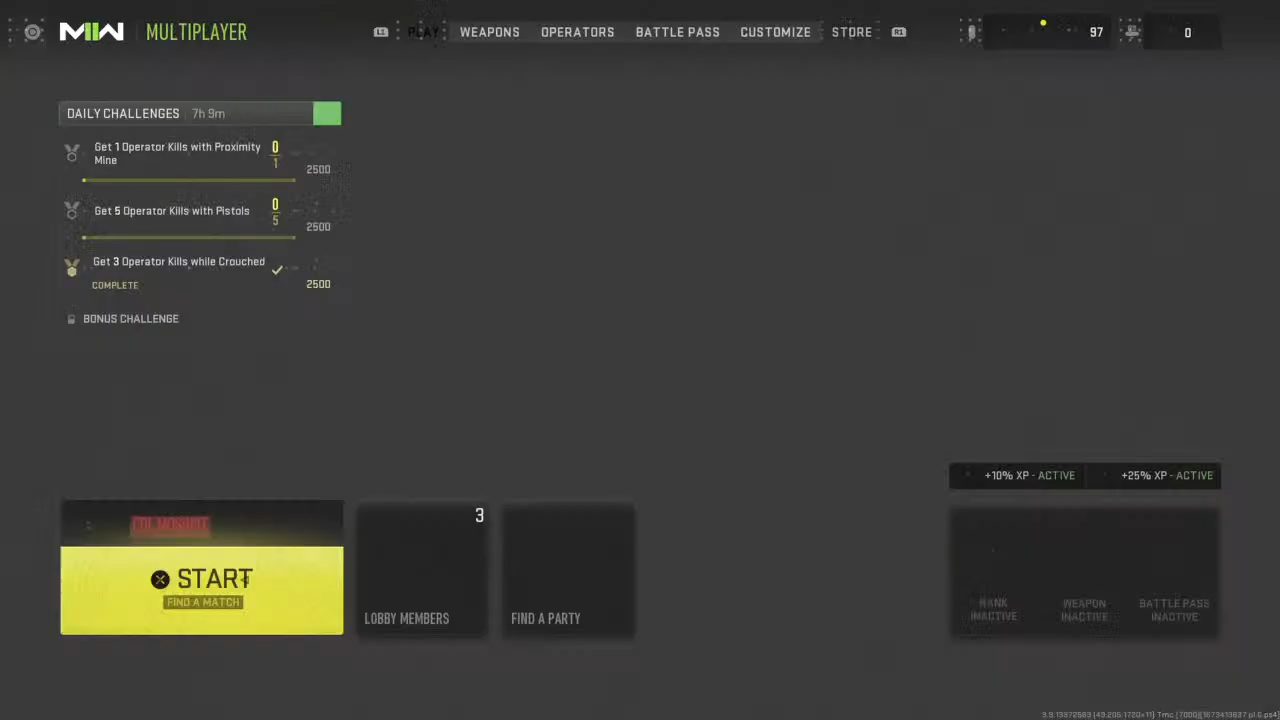 MWII MULTIPLAYER
L1 PLAY WEAPONS OPERATORS BATTLE PASS CUSTOMIZE STORE R1
97
0
DAILY CHALLENGES 7h 9m
Get 1 Operator Kills with Proximity
Mine
0
1
2500
Get 5 Operator Kills with Pistols
0
5
2500
Get 3 Operator Kills while Crouched
COMPLETE
2500
BONUS CHALLENGE
+10% XP - ACTIVE
+25% XP - ACTIVE
START
FIND A MATCH
3
LOBBY MEMBERS
FIND A PARTY
RANK
INACTIVE
WEAPON
INACTIVE
BATTLE PASS
INACTIVE